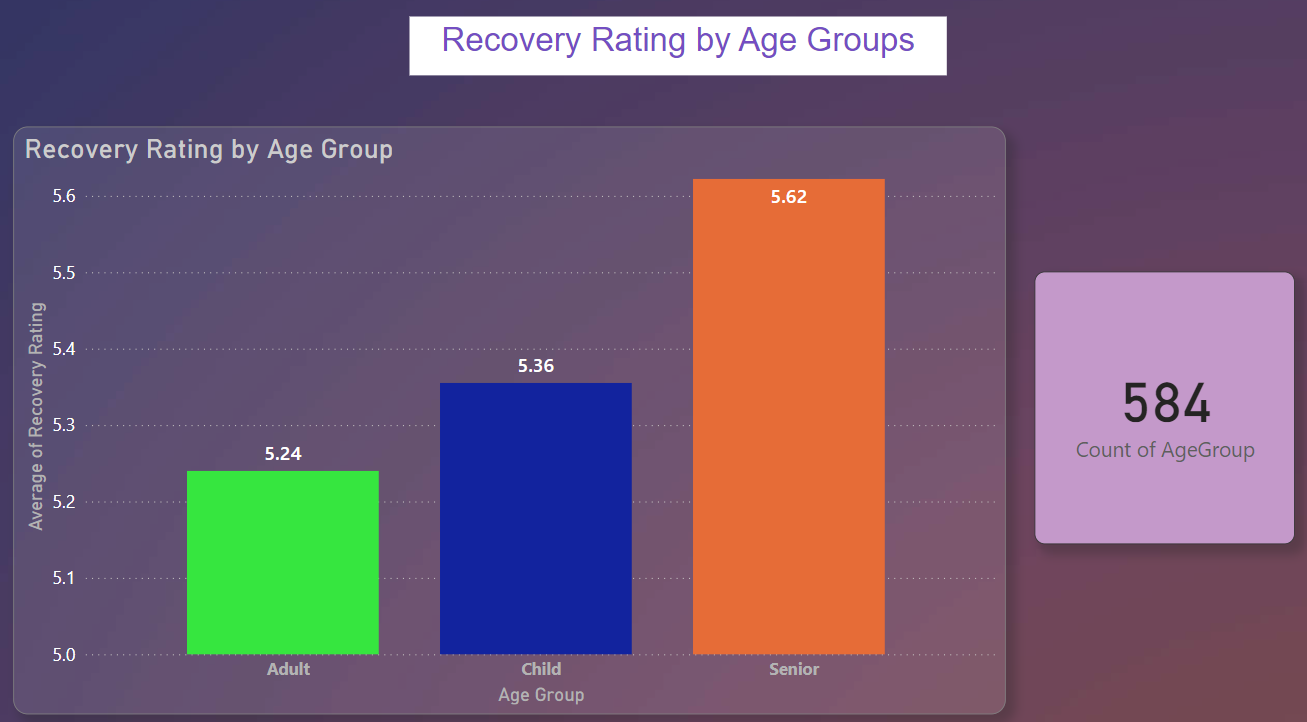 Recovery Rating by Age Groups
Recovery Rating by Age Group
Average of Recovery Rating
5.6
5.5
5.4
5.3
5.2
5.1
5.0
5.24
5.36
5.62
Adult
Child
Senior
Age Group
584
Count of AgeGroup